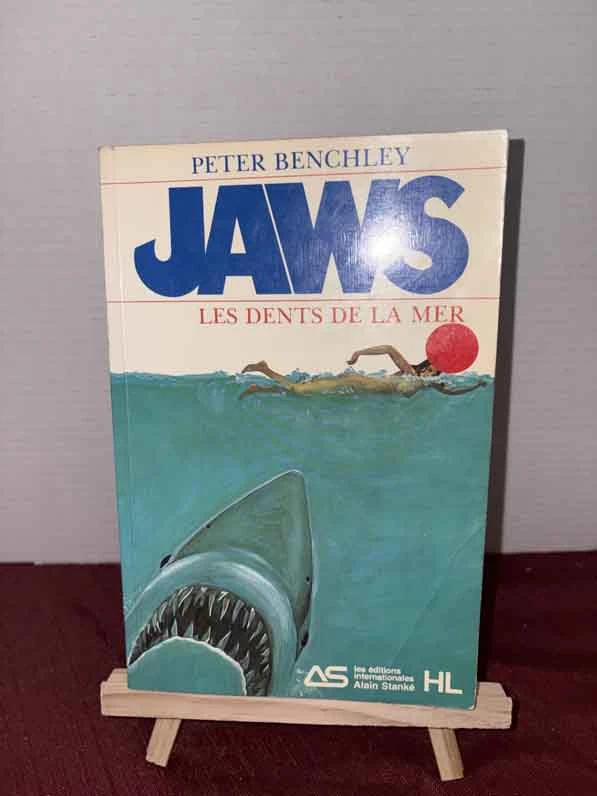 PETER BENCHLEY
JAWS
LES DENTS DE LA MER
AS les éditions
internationales
Alain Stanké
HL